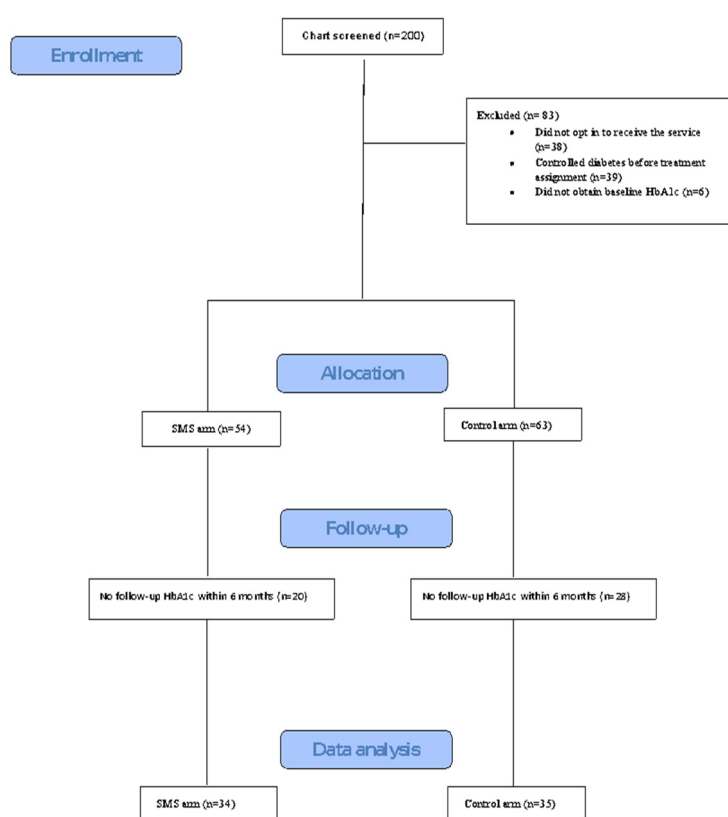 Chart screened (n=200)
Enrollment
Excluded (n= 83)
• Did not opt in to receive the service
(n=38)
• Controlled diabetes before treatment
assignment (n=39)
• Did not obtain baseline HbA1c (n=6)
Allocation
SMS arm (n=54)
Control arm (n=63)
Follow-up
No follow-up HbA1c within 6 months (n=20)
No follow-up HbA1c within 6 months (n=28)
Data analysis
SMS arm (n=34)
Control arm (n=35)